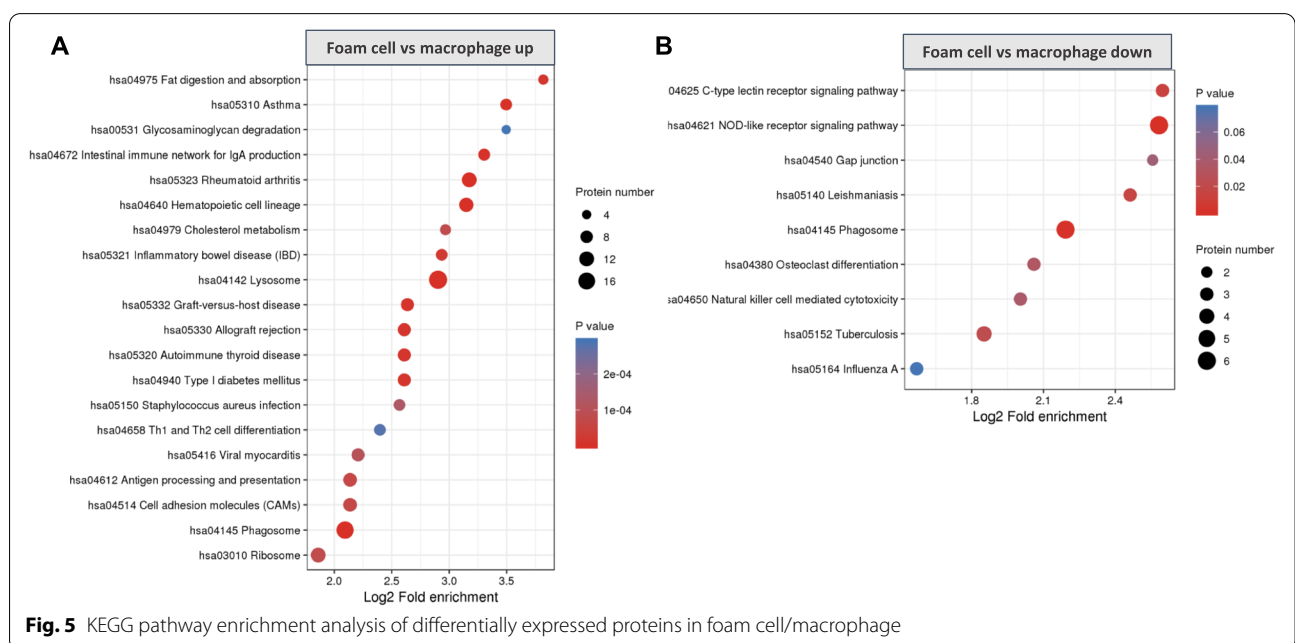 A
Foam cell vs macrophage up
hsa04975 Fat digestion and absorption
hsa05310 Asthma
hsa00531 Glycosaminoglycan degradation
hsa04672 Intestinal immune network for IgA production
hsa05323 Rheumatoid arthritis
hsa04640 Hematopoietic cell lineage
hsa04979 Cholesterol metabolism
hsa05321 Inflammatory bowel disease (IBD)
hsa04142 Lysosome
hsa05332 Graft-versus-host disease
hsa05330 Allograft rejection
hsa05320 Autoimmune thyroid disease
hsa04940 Type I diabetes mellitus
hsa05150 Staphylococcus aureus infection
hsa04658 Th1 and Th2 cell differentiation
hsa05416 Viral myocarditis
hsa04612 Antigen processing and presentation
hsa04514 Cell adhesion molecules (CAMs)
hsa04145 Phagosome
hsa03010 Ribosome
2.0 2.5 3.0 3.5
Log2 Fold enrichment
Protein number
4
8
12
16
P value
2e-04
1e-04
B
Foam cell vs macrophage down
04625 C-type lectin receptor signaling pathway
hsa04621 NOD-like receptor signaling pathway
hsa04540 Gap junction
hsa05140 Leishmaniasis
hsa04145 Phagosome
hsa04380 Osteoclast differentiation
sa04650 Natural killer cell mediated cytotoxicity
hsa05152 Tuberculosis
hsa05164 Influenza A
1.8 2.1 2.4
Log2 Fold enrichment
P value
0.06
0.04
0.02
Protein number
2
3
4
5
6
Fig. 5 KEGG pathway enrichment analysis of differentially expressed proteins in foam cell/macrophage